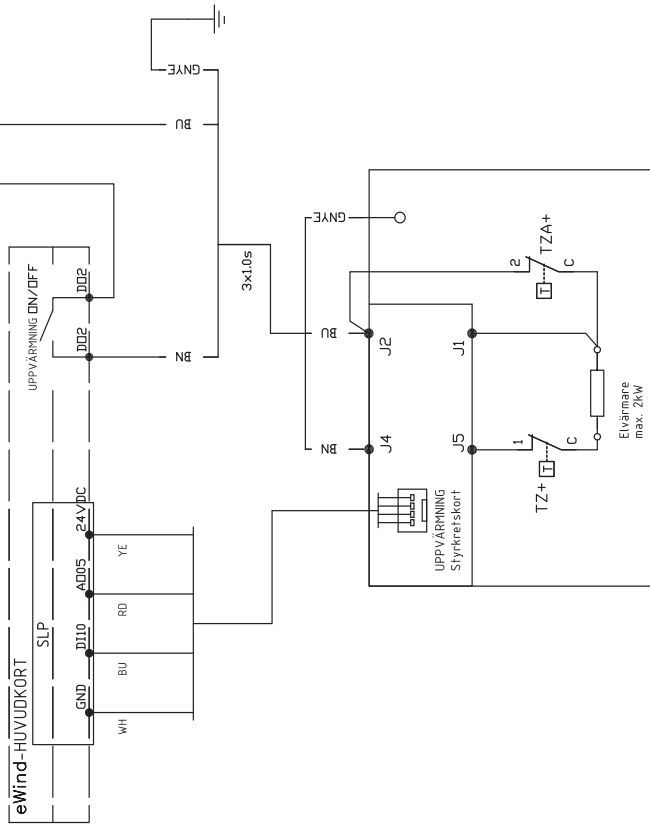 GNYE
BU
UPPVÄRMNING ON/OFF
DO2
DO2
BN
3x1.0s
GNYE
BU
BN
J2
J4
J1
J5
2
TZA+
T
C
1
TZ+
T
C
Elvärmare
max. 2kW
UPPVÄRMNING
Styrkretskort
eWind-HUVUDKORT
SLP
24VDC
AO05
DI10
GND
YE
RD
BU
WH